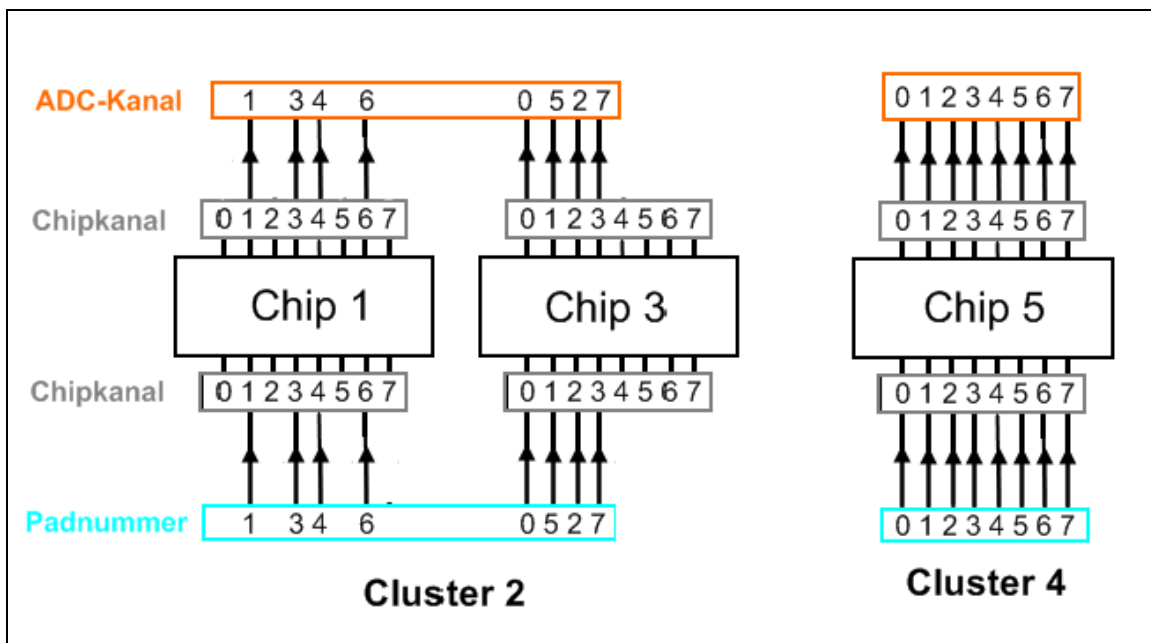 ADC-Kanal 1 3 4 6 0 5 2 7 0 1 2 3 4 5 6 7
Chipkanal 0 1 2 3 4 5 6 7 0 1 2 3 4 5 6 7 0 1 2 3 4 5 6 7
Chip 1 Chip 3 Chip 5
Chipkanal 0 1 2 3 4 5 6 7 0 1 2 3 4 5 6 7 0 1 2 3 4 5 6 7
Padnummer 1 3 4 6 0 5 2 7 0 1 2 3 4 5 6 7
Cluster 2 Cluster 4